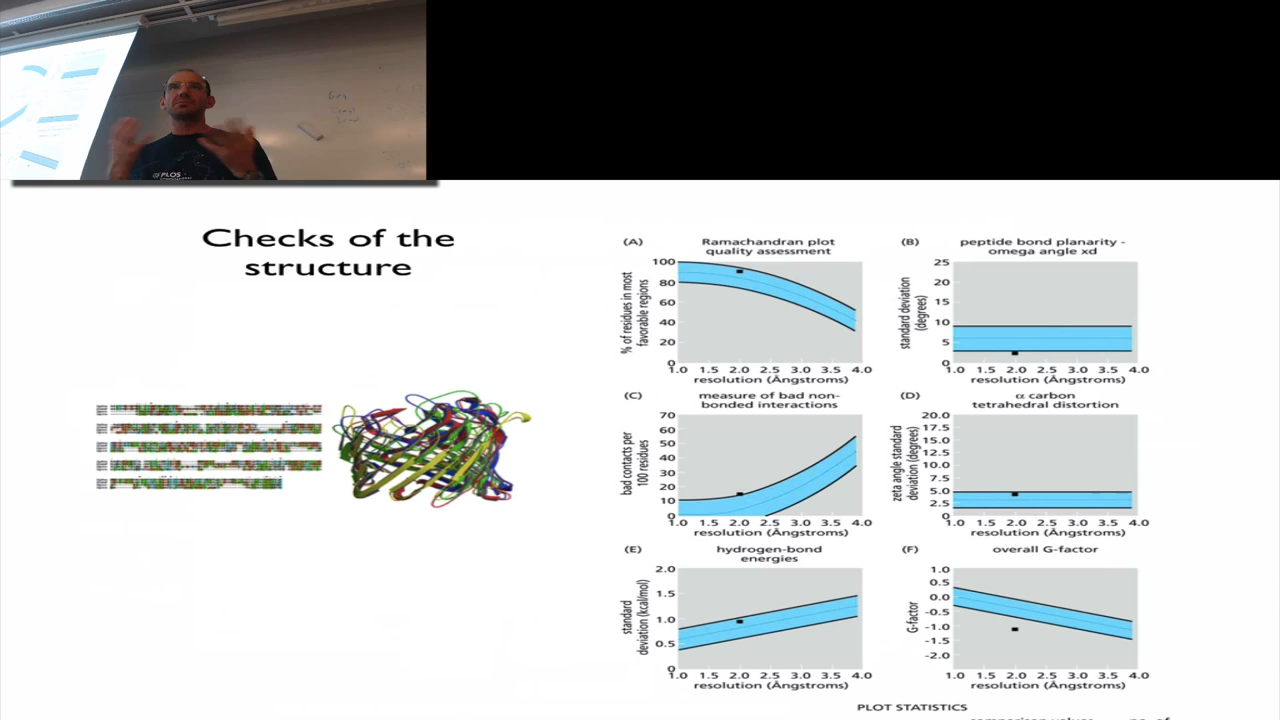 PLOS
Checks of the
structure
(A)
Ramachandran plot
quality assessment
% of residues in most
favorable regions
100
80
60
40
20
0
1.0 1.5 2.0 2.5 3.0 3.5 4.0
resolution (Ångstroms)
(B)
peptide bond planarity -
omega angle xd
standard deviation
(degrees)
25
20
15
10
5
0
1.0 1.5 2.0 2.5 3.0 3.5 4.0
resolution (Ångstroms)
(C)
measure of bad non-
bonded interactions
bad contacts per
100 residues
70
60
50
40
30
20
10
0
1.0 1.5 2.0 2.5 3.0 3.5 4.0
resolution (Ångstroms)
(D)
α carbon
tetrahedral distortion
zeta angle standard
deviation (degrees)
20.0
17.5
15.0
12.5
10.0
7.5
5.0
2.5
0
1.0 1.5 2.0 2.5 3.0 3.5 4.0
resolution (Ångstroms)
(E)
hydrogen-bond
energies
standard
deviation (kcal/mol)
2.0
1.5
1.0
0.5
0
1.0 1.5 2.0 2.5 3.0 3.5 4.0
resolution (Ångstroms)
(F)
overall G-factor
G-factor
1.0
0.5
0.0
-0.5
-1.0
-1.5
-2.0
1.0 1.5 2.0 2.5 3.0 3.5 4.0
resolution (Ångstroms)
PLOT STATISTICS
comparison values no. of